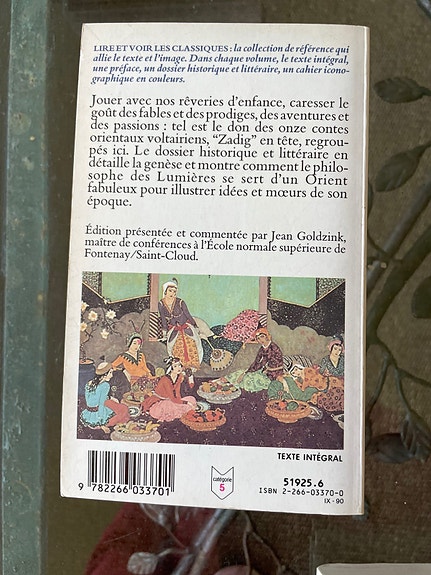 LIRE ET VOIR LES CLASSIQUES : la collection de référence qui
allie le texte et l'image. Dans chaque volume, le texte intégral,
une préface, un dossier historique et littéraire, un cahier icono-
graphique en couleurs.
Jouer avec nos rêveries d'enfance, caresser le
goût des fables et des prodiges, des aventures et
des passions : tel est le don des onze contes
orientaux voltairiens, "Zadig" en tête, regrou-
pés ici. Le dossier historique et littéraire en
détaille la genèse et montre comment le philo-
sophe des Lumières se sert d'un Orient
fabuleux pour illustrer idées et mœurs de son
époque.
Édition présentée et commentée par Jean Goldzink,
maître de conférences à l'École normale supérieure de
Fontenay/Saint-Cloud.
TEXTE INTÉGRAL
9 782266 033701
catégorie
5
51925.6
ISBN 2-266-03370-0
IX - 90